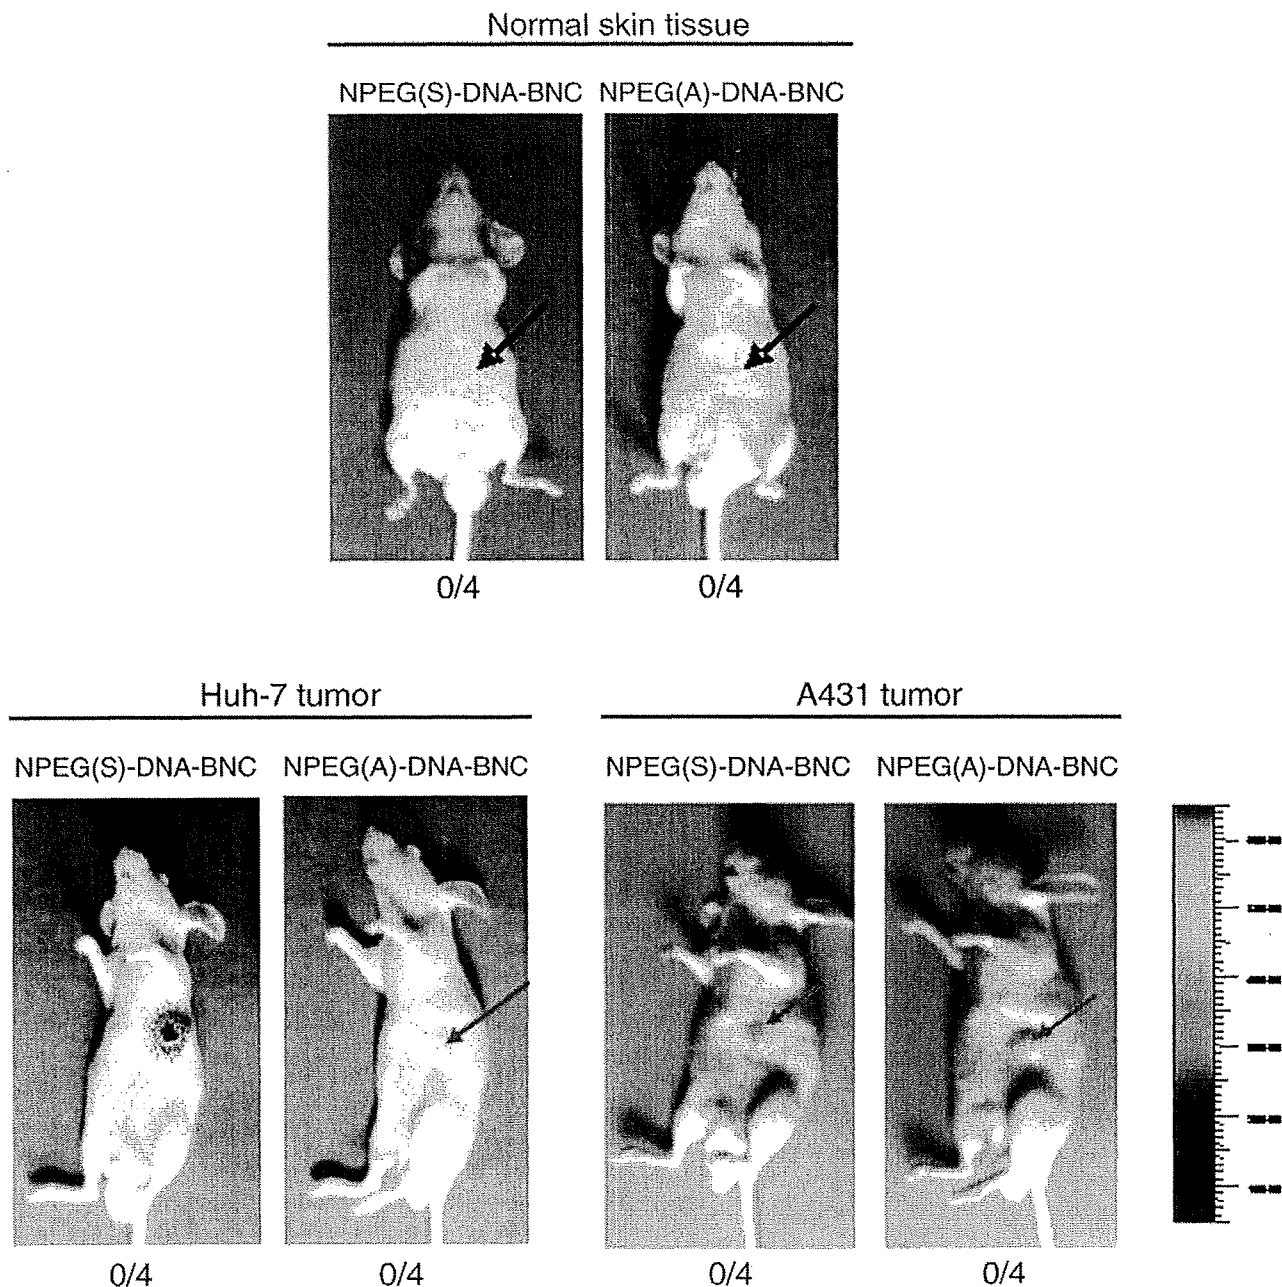 Normal skin tissue
NPEG(S)-DNA-BNC NPEG(A)-DNA-BNC
0/4 0/4
Huh-7 tumor A431 tumor
NPEG(S)-DNA-BNC NPEG(A)-DNA-BNC NPEG(S)-DNA-BNC NPEG(A)-DNA-BNC
0/4 0/4 0/4 0/4